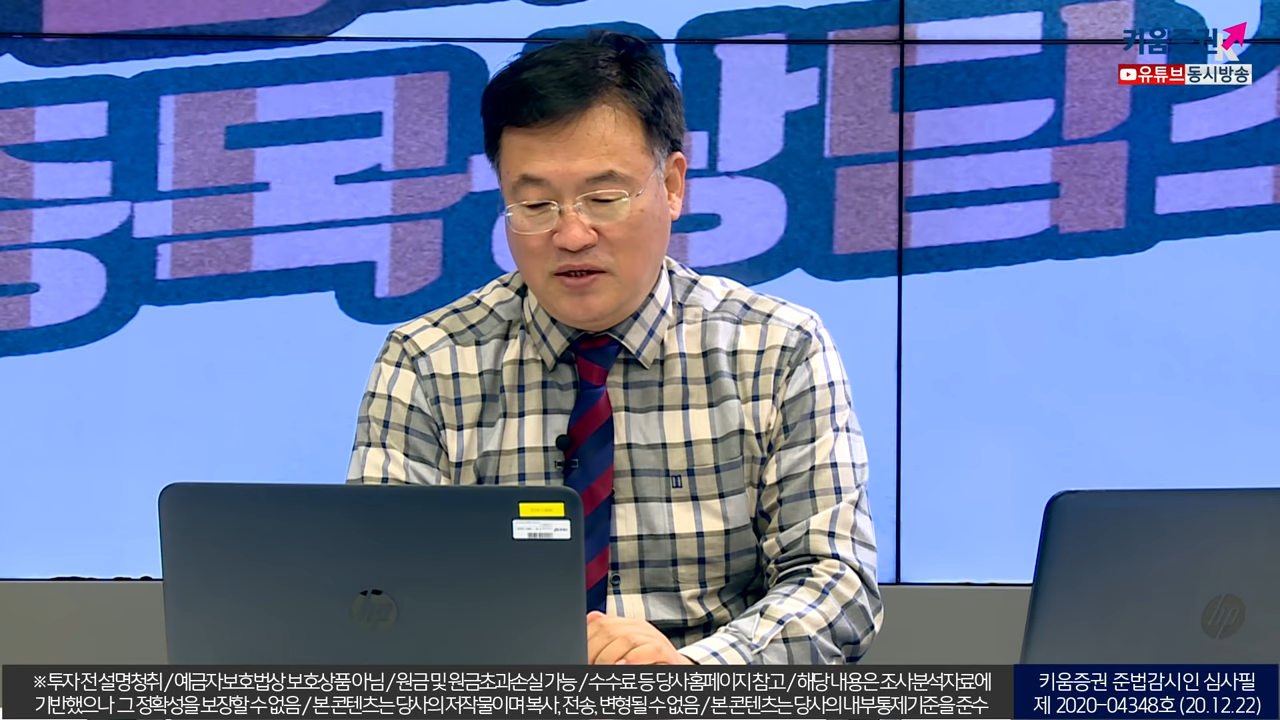 키움증권
유튜브 동시방송
종목상담소
hp
hp
※ 투자 전 설명청취 / 예금자보호법상 보호상품 아님 / 원금 및 원금초과손실 가능 / 수수료 등 당사홈페이지 참고 / 해당 내용은 조사분석자료에
기반했으나 그 정확성을 보장할 수 없음 / 본 콘텐츠는 당사의 저작물이며 복사, 전송, 변형될 수 없음 / 본 콘텐츠는 당사의 내부통제기준을 준수
키움증권 준법감시인 심사필
제 2020-04348호 (20.12.22)